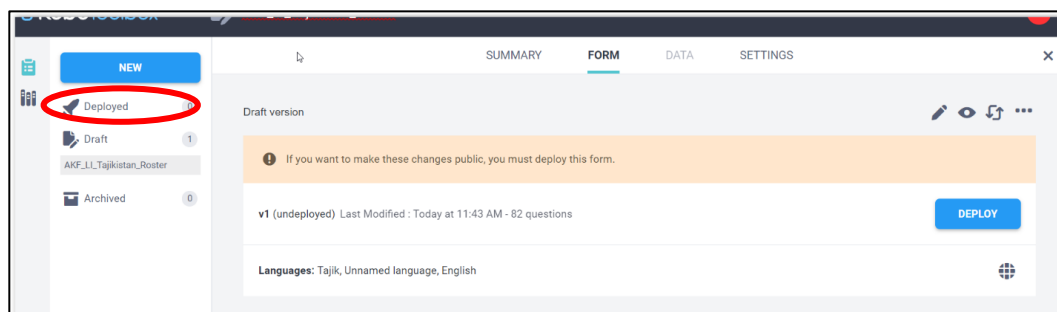 SUMMARY FORM DATA SETTINGS
NEW
Deployed 0
Draft 1
AKF_LI_Tajikistan_Roster
Archived 0
Draft version
If you want to make these changes public, you must deploy this form.
v1 (undeployed) Last Modified : Today at 11:43 AM - 82 questions
DEPLOY
Languages: Tajik, Unnamed language, English